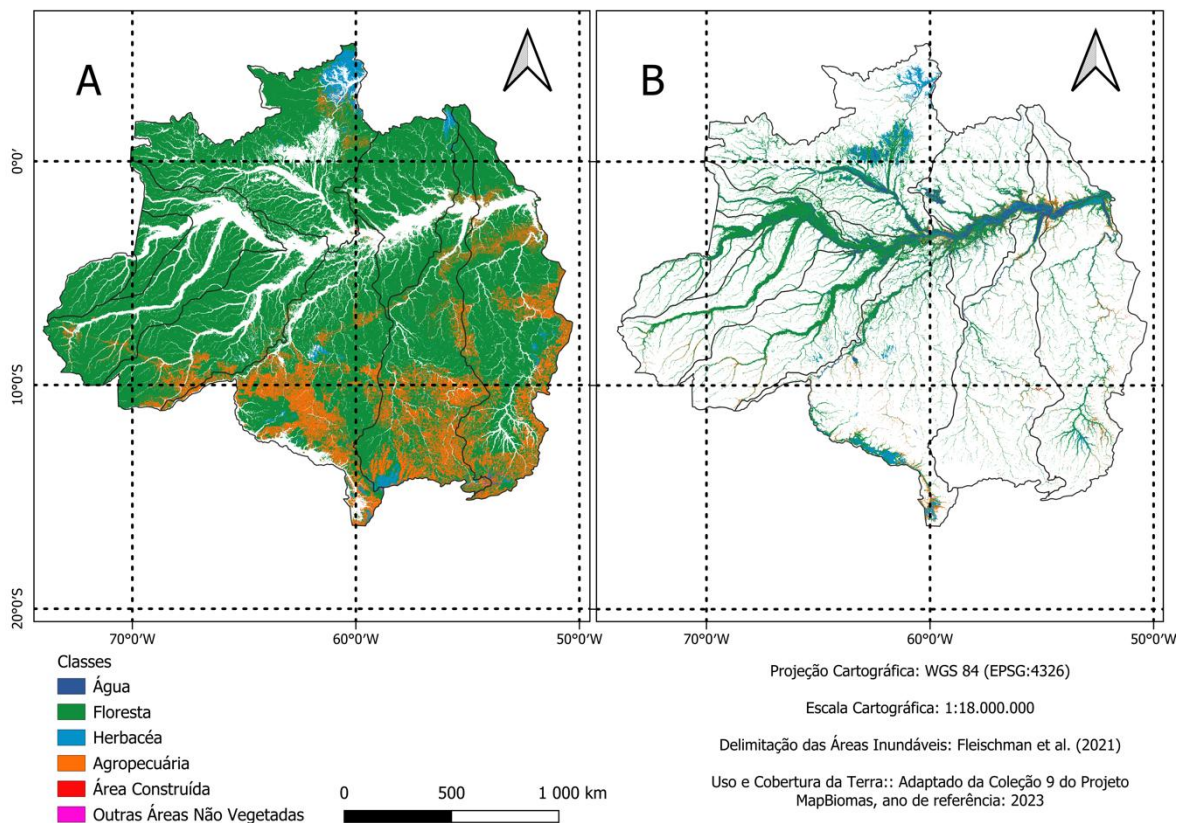 A
B
0°0'
10°0'S
20°0'S
70°0'W
60°0'W
50°0'W
70°0'W
60°0'W
50°0'W
Classes
Água
Floresta
Herbacéa
Agropecuária
Área Construída
Outras Áreas Não Vegetadas
0
500
1 000 km
Projeção Cartográfica: WGS 84 (EPSG:4326)
Escala Cartográfica: 1:18.000.000
Delimitação das Áreas Inundáveis: Fleischman et al. (2021)
Uso e Cobertura da Terra:: Adaptado da Coleção 9 do Projeto
MapBiomas, ano de referência: 2023